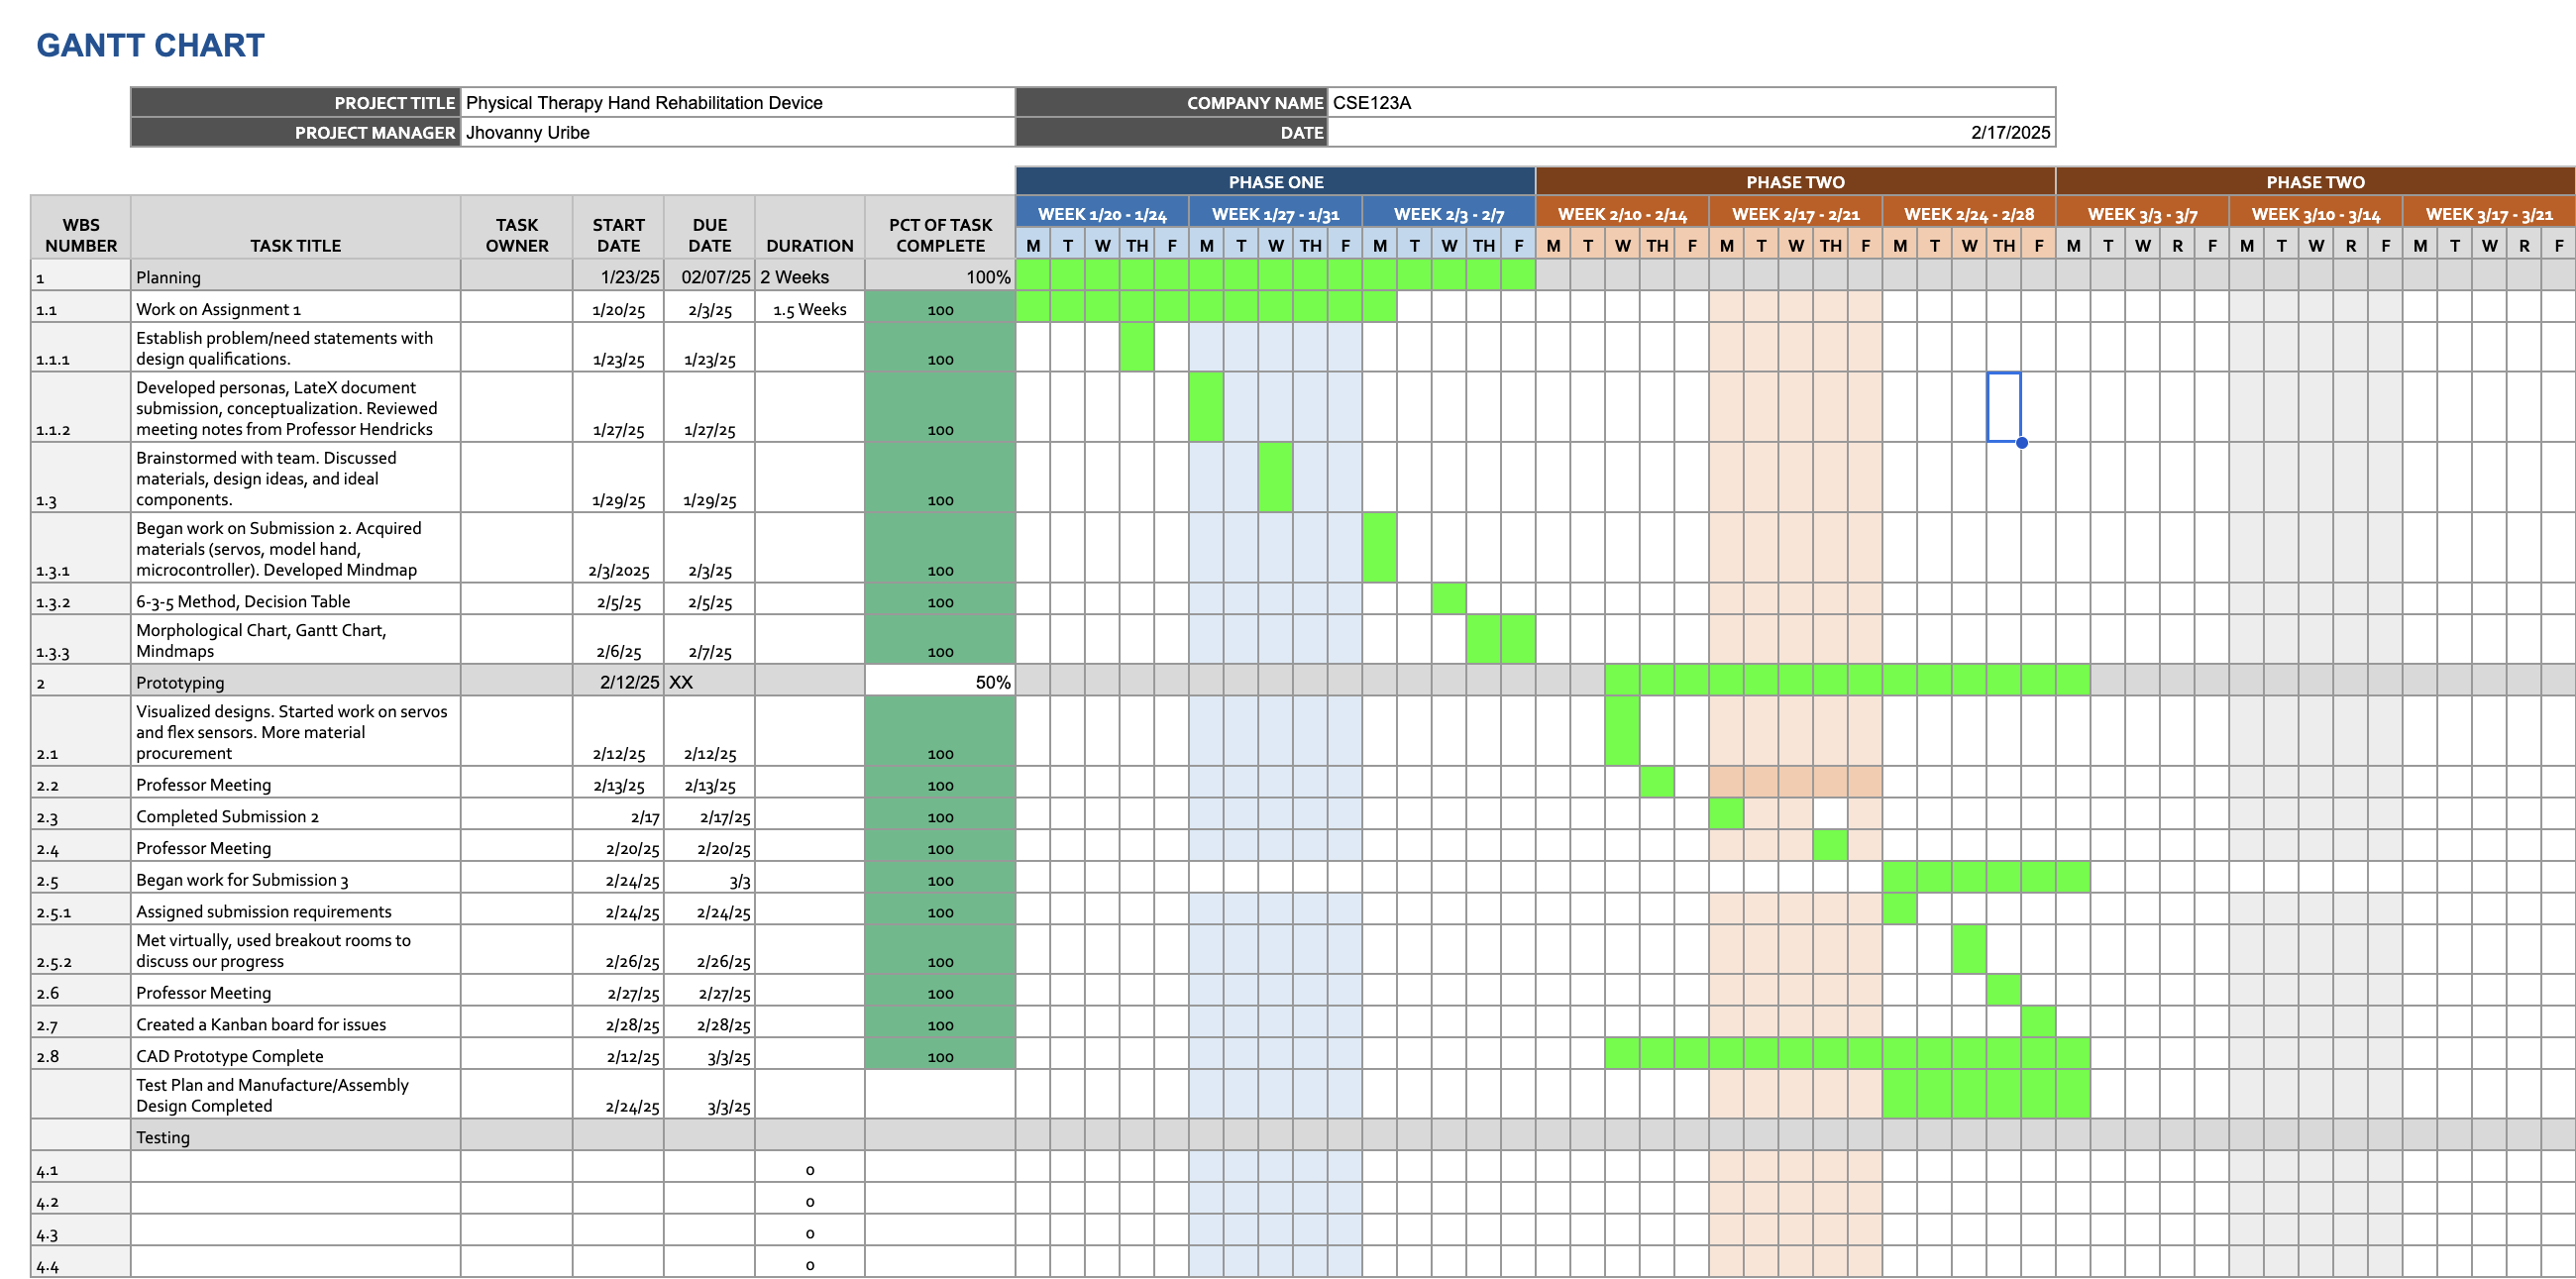 GANTT CHART
PROJECT TITLE Physical Therapy Hand Rehabilitation Device COMPANY NAME CSE123A
PROJECT MANAGER Jhovanny Uribe DATE 2/17/2025
PHASE ONE PHASE TWO PHASE TWO
WBS NUMBER TASK TITLE TASK OWNER START DATE DUE DATE DURATION PCT OF TASK COMPLETE
WEEK 1/20 - 1/24 WEEK 1/27 - 1/31 WEEK 2/3 - 2/7 WEEK 2/10 - 2/14 WEEK 2/17 - 2/21 WEEK 2/24 - 2/28 WEEK 3/3 - 3/7 WEEK 3/10 - 3/14 WEEK 3/17 - 3/21
M T W TH F M T W TH F M T W TH F M T W TH F M T W TH F M T W TH F M T W R F M T W R F M T W R F
1 Planning 1/23/25 02/07/25 2 Weeks 100%
1.1 Work on Assignment 1 1/20/25 2/3/25 1.5 Weeks 100
Establish problem/need statements with
1.1.1 design qualifications. 1/23/25 1/23/25 100
Developed personas, LateX document
submission, conceptualization. Reviewed
1.1.2 meeting notes from Professor Hendricks 1/27/25 1/27/25 100
Brainstormed with team. Discussed
materials, design ideas, and ideal
1.3 components. 1/29/25 1/29/25 100
Began work on Submission 2. Acquired
materials (servos, model hand,
1.3.1 microcontroller). Developed Mindmap 2/3/2025 2/3/25 100
1.3.2 6-3-5 Method, Decision Table 2/5/25 2/5/25 100
Morphological Chart, Gantt Chart,
1.3.3 Mindmaps 2/6/25 2/7/25 100
2 Prototyping 2/12/25 XX 50%
Visualized designs. Started work on servos
and flex sensors. More material
2.1 procurement 2/12/25 2/12/25 100
2.2 Professor Meeting 2/13/25 2/13/25 100
2.3 Completed Submission 2 2/17 2/17/25 100
2.4 Professor Meeting 2/20/25 2/20/25 100
2.5 Began work for Submission 3 2/24/25 3/3 100
2.5.1 Assigned submission requirements 2/24/25 2/24/25 100
Met virtually, used breakout rooms to
2.5.2 discuss our progress 2/26/25 2/26/25 100
2.6 Professor Meeting 2/27/25 2/27/25 100
2.7 Created a Kanban board for issues 2/28/25 2/28/25 100
2.8 CAD Prototype Complete 2/12/25 3/3/25 100
Test Plan and Manufacture/Assembly
Design Completed 2/24/25 3/3/25
Testing
4.1 0
4.2 0
4.3 0
4.4 0